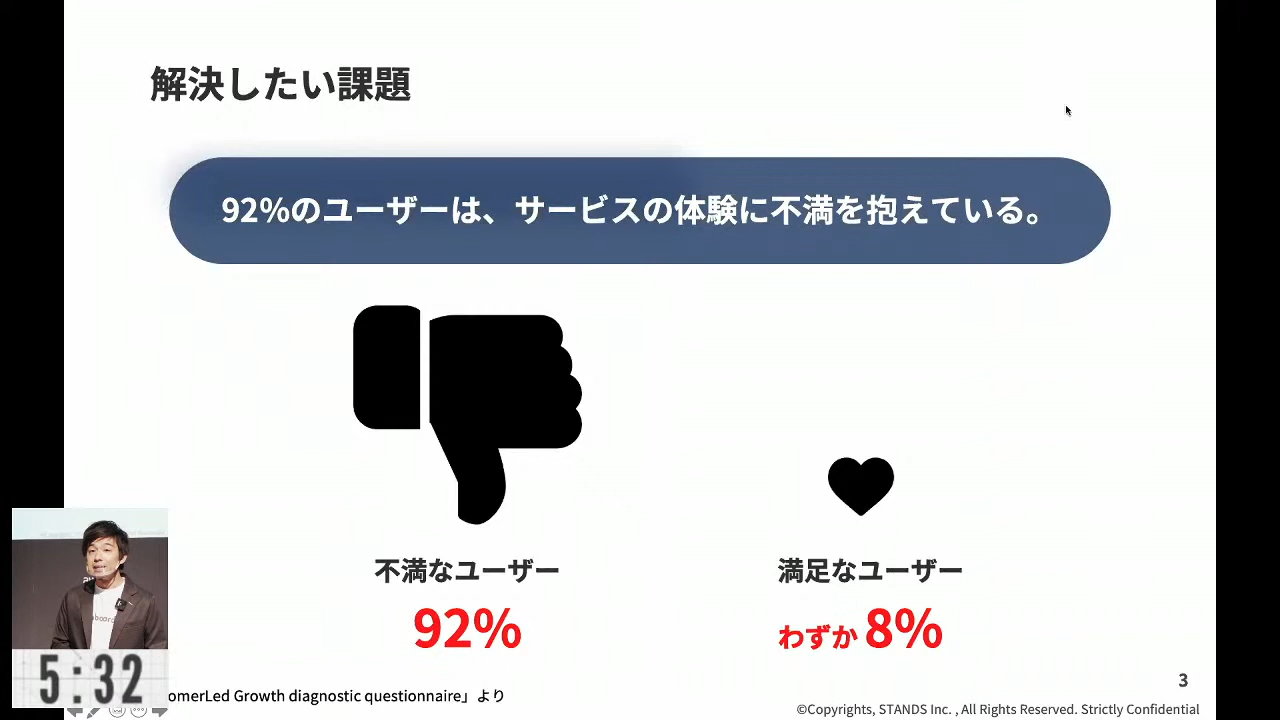 解決したい課題
92%のユーザーは、サービスの体験に不満を抱えている。
不満なユーザー
満足なユーザー
92%
わずか 8%
5:32
omerLed Growth diagnostic questionnaire」より
3
©Copyrights, STANDS Inc. , All Rights Reserved. Strictly Confidential